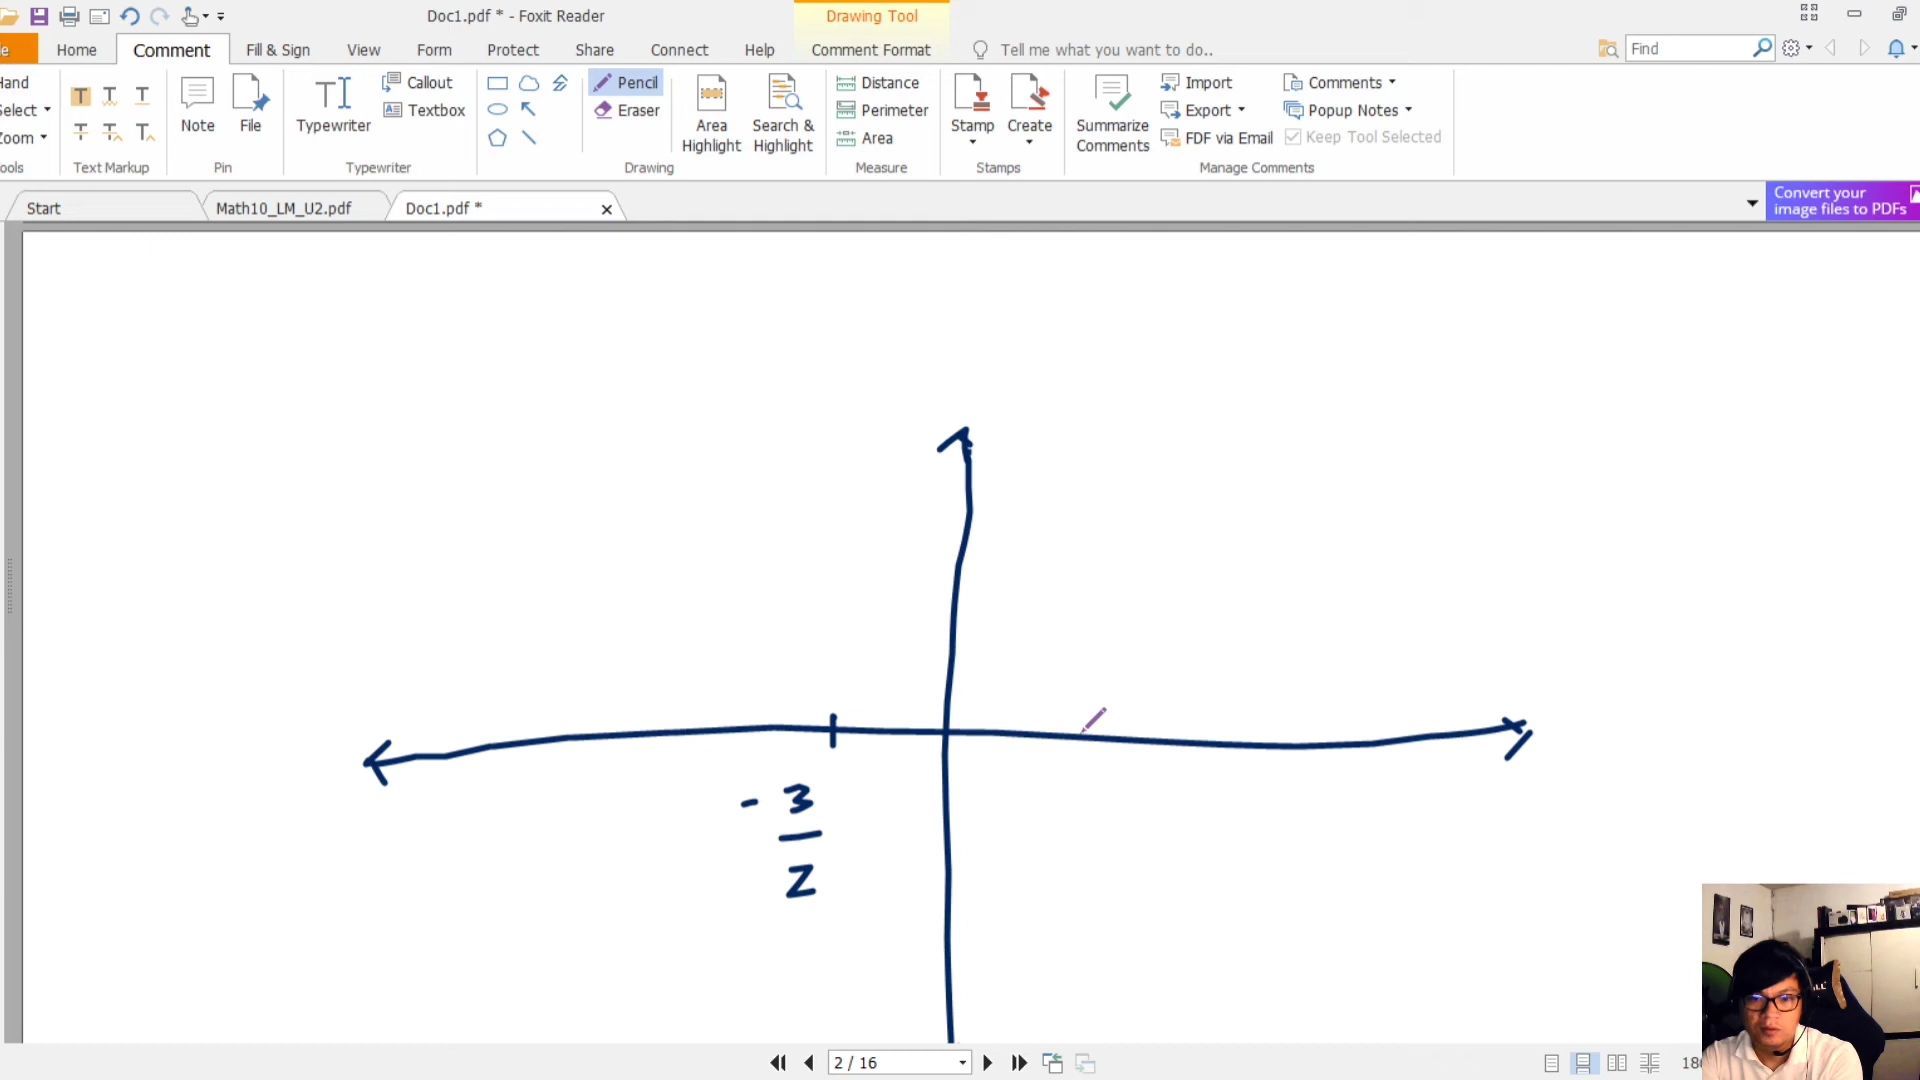 Doc1.pdf * - Foxit Reader
Drawing Tool
Home
Comment
Fill & Sign
View
Form
Protect
Share
Connect
Help
Comment Format
Tell me what you want to do..
Find
Hand
Select
Zoom
Text Markup
Note
File
Pin
Typewriter
Callout
Textbox
Typewriter
Pencil
Eraser
Area Highlight
Search & Highlight
Drawing
Distance
Perimeter
Area
Measure
Stamp
Create
Stamps
Summarize Comments
Import
Export
FDF via Email
Comments
Popup Notes
Keep Tool Selected
Manage Comments
Start
Math10_LM_U2.pdf
Doc1.pdf *
Convert your
image files to PDFs
- 3
2
2 / 16